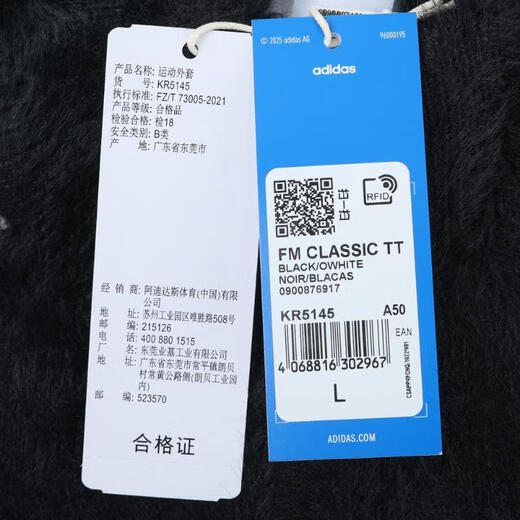 产品名称: 运动外套
货　　号: KR5145
执行标准: FZ/T 73005-2021
产品等级: 合格品
检验合格: 检18
安全类别: B类
产　　地: 广东省东莞市
经 销 商: 阿迪达斯体育(中国)有限
公司
地　　址: 苏州工业园区唯胜路508号
邮　　编: 215126
电　　话: 400 880 1515
厂　　名: 东莞业基工业有限公司
地　　址: 广东省东莞市常平镇朗贝
村常黄公路侧(朗贝工业园
内)
邮　　编: 523570
合格证
© 2025 adidas AG
96000195
adidas
RFID
FM CLASSIC TT
BLACK/OWHITE
NOIR/BLACAS
0900876917
KR5145 A50
EAN
4 068816 302967
L
ADIDAS.COM